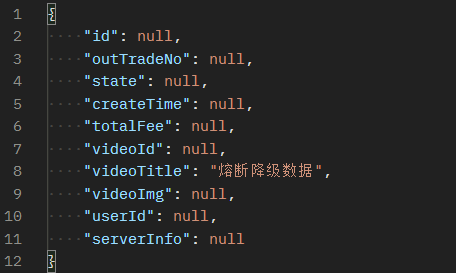 1 {
2     "id": null,
3     "outTradeNo": null,
4     "state": null,
5     "createTime": null,
6     "totalFee": null,
7     "videoId": null,
8     "videoTitle": "熔断降级数据",
9     "videoImg": null,
10     "userId": null,
11     "serverInfo": null
12 }